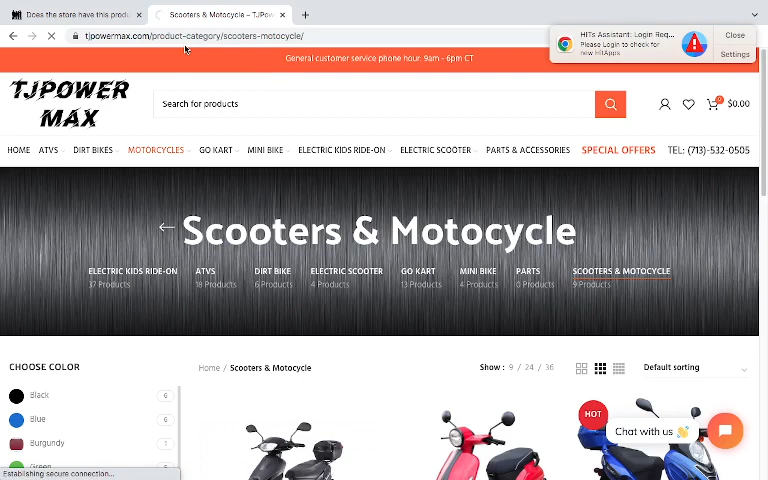 Does the store have this produ
Scooters & Motocycle – TJPow
tjpowermax.com/product-category/scooters-motocycle/
HITs Assistant: Login Req...
Please Login to check for
new HitApps
Close
Settings
General customer service phone hour: 9am - 6pm CT
TJPOWER
MAX
Search for products
0
$0.00
HOME ATVS DIRT BIKES MOTORCYCLES GO KART MINI BIKE ELECTRIC KIDS RIDE-ON ELECTRIC SCOOTER PARTS & ACCESSORIES SPECIAL OFFERS TEL: (713)-532-0505
Scooters & Motocycle
ELECTRIC KIDS RIDE-ON ATVS DIRT BIKE ELECTRIC SCOOTER GO KART MINI BIKE PARTS SCOOTERS & MOTOCYCLE
37 Products 18 Products 6 Products 4 Products 13 Products 4 Products 0 Products 9 Products
CHOOSE COLOR
Home / Scooters & Motocycle
Show : 9 / 24 / 36
Default sorting
Black 6
Blue 6
Burgundy 1
Green
HOT
Chat with us 👋
Establishing secure connection...